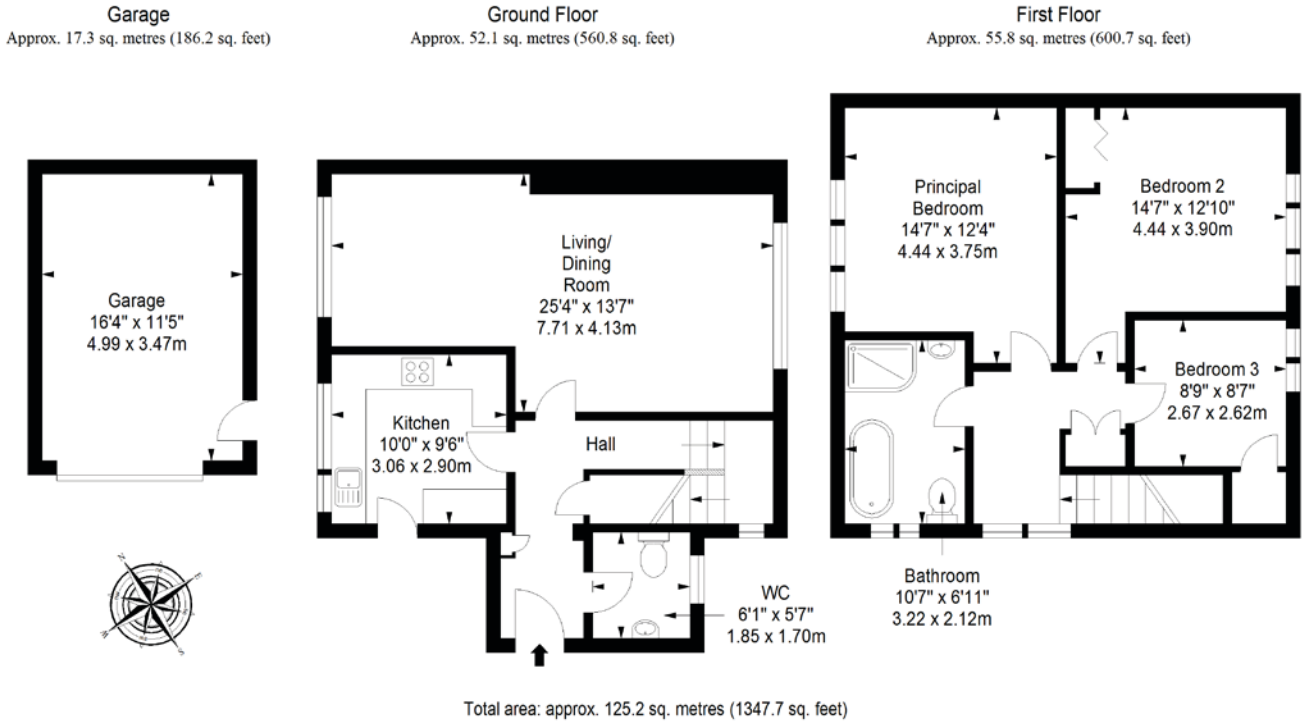 Garage
Approx. 17.3 sq. metres (186.2 sq. feet)
Ground Floor
Approx. 52.1 sq. metres (560.8 sq. feet)
First Floor
Approx. 55.8 sq. metres (600.7 sq. feet)
Garage
16'4" x 11'5"
4.99 x 3.47m
Living/
Dining
Room
25'4" x 13'7"
7.71 x 4.13m
Kitchen
10'0" x 9'6"
3.06 x 2.90m
Hall
WC
6'1" x 5'7"
1.85 x 1.70m
Principal
Bedroom
14'7" x 12'4"
4.44 x 3.75m
Bedroom 2
14'7" x 12'10"
4.44 x 3.90m
Bedroom 3
8'9" x 8'7"
2.67 x 2.62m
Bathroom
10'7" x 6'11"
3.22 x 2.12m
N
E
W
S
Total area: approx. 125.2 sq. metres (1347.7 sq. feet)